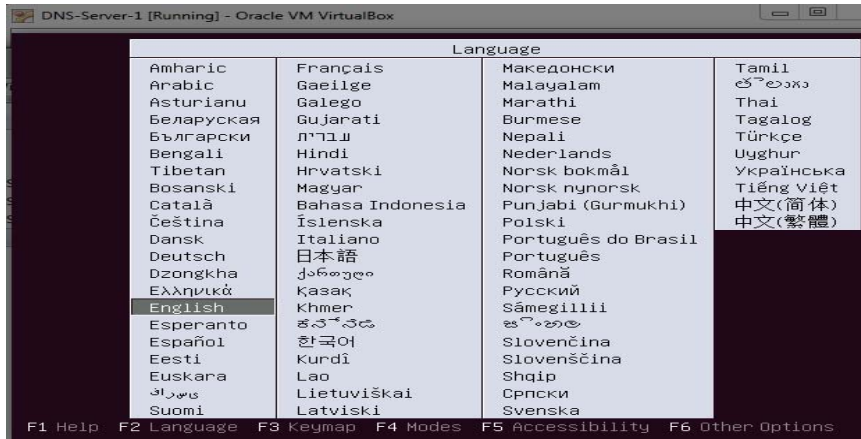 DNS-Server-1 [Running] - Oracle VM VirtualBox
Language
Amharic
Arabic
Asturianu
Беларуская
Български
Bengali
Tibetan
Bosanski
Català
Čeština
Dansk
Deutsch
Dzongkha
Ελληνικά
English
Esperanto
Español
Eesti
Euskara
Suomi
Français
Gaeilge
Galego
Gujarati
עברית
Hindi
Hrvatski
Magyar
Bahasa Indonesia
Íslenska
Italiano
日本語
ქართული
Қазақ
Khmer
ಕನ್ನಡ
한국어
Kurdî
Lao
Lietuviškai
Latviski
Македонски
Malayalam
Marathi
Burmese
Nepali
Nederlands
Norsk bokmål
Norsk nynorsk
Punjabi (Gurmukhi)
Polski
Português do Brasil
Português
Română
Русский
Sámegillii
සිංහල
Slovenčina
Slovenščina
Shqip
Српски
Svenska
Tamil
తెలుగు
Thai
Tagalog
Türkçe
Uyghur
Українська
Tiếng Việt
中文(简体)
中文(繁體)
F1 Help F2 Language F3 Keymap F4 Modes F5 Accessibility F6 Other Options